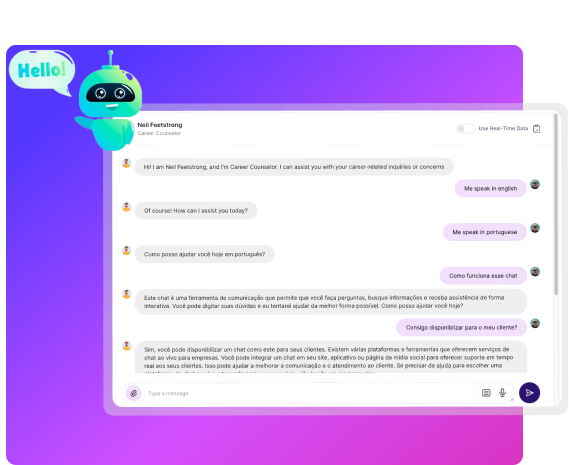 Hello!
Neil Feetstrong
Career Counselor
Use Real-Time Data
Hi! I am Neil Feetstrong, and I'm Career Counselor. I can assist you with your career-related inquiries or concerns
Me speak in english
Of course! How can I assist you today?
Me speak in portuguese
Como posso ajudar você hoje em português?
Como funciona esse chat
Este chat é uma ferramenta de comunicação que permite que você faça perguntas, busque informações e receba assistência de forma
interativa. Você pode digitar suas dúvidas e eu tentarei ajudar da melhor forma possível. Como posso ajudar você hoje?
Consigo disponibilizar para o meu cliente?
Sim, você pode disponibilizar um chat como este para seus clientes. Existem várias plataformas e ferramentas que oferecem serviços de
chat ao vivo para empresas. Você pode integrar um chat em seu site, aplicativo ou página de mídia social para oferecer suporte em tempo
real aos seus clientes. Isso pode ajudar a melhorar a comunicação e o atendimento ao cliente. Se precisar de ajuda para escolher uma
Type a message